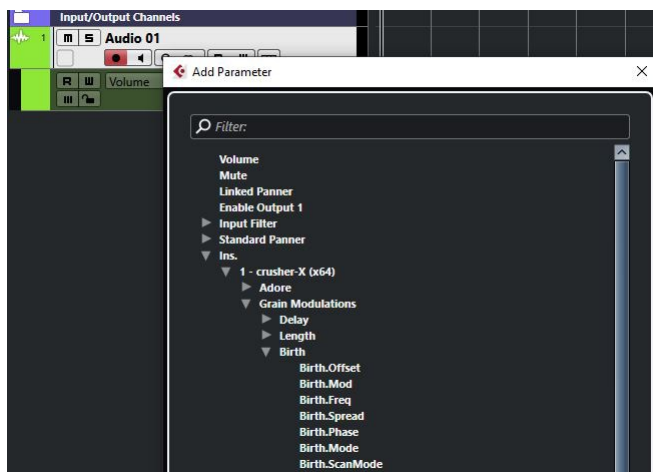 Input/Output Channels
1 m S Audio 01
Add Parameter
R W Volume
Filter:
Volume
Mute
Linked Panner
Enable Output 1
Input Filter
Standard Panner
Ins.
1 - crusher-X (x64)
Adore
Grain Modulations
Delay
Length
Birth
Birth.Offset
Birth.Mod
Birth.Freq
Birth.Spread
Birth.Phase
Birth.Mode
Birth.ScanMode